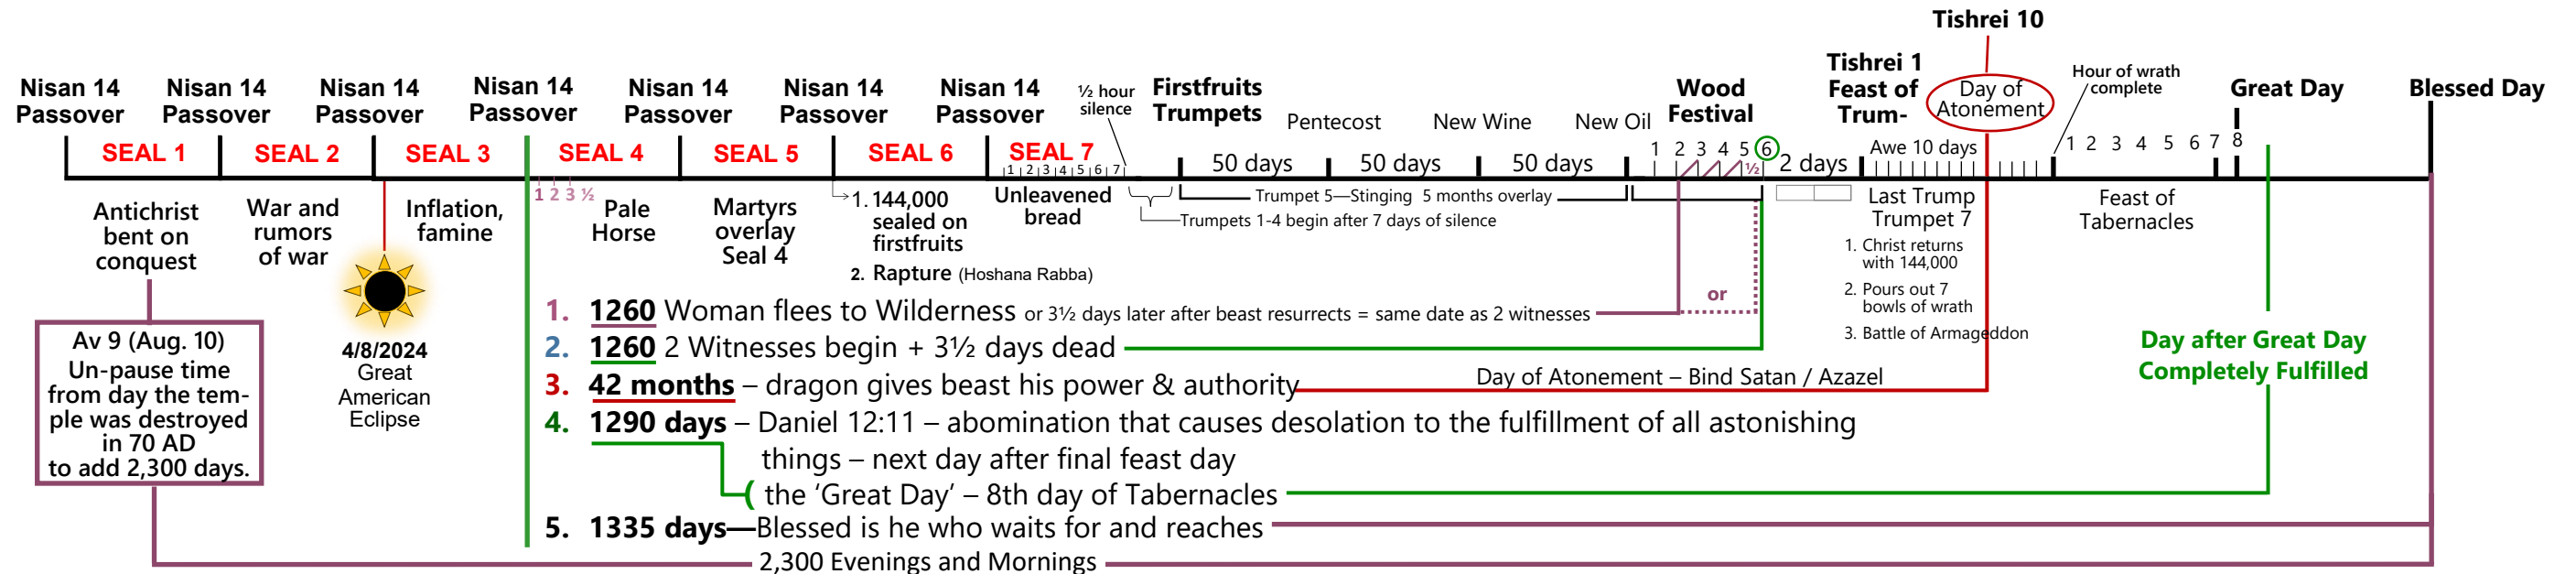 Tishrei 10
Nisan 14
Passover
Nisan 14
Passover
Nisan 14
Passover
Nisan 14
Passover
Nisan 14
Passover
Nisan 14
Passover
Nisan 14
Passover
½ hour
silence
Firstfruits
Trumpets
Pentecost
New Wine
New Oil
Wood
Festival
Tishrei 1
Feast of
Trum-
Day of
Atonement
Hour of wrath
complete
Great Day
Blessed Day
SEAL 1
SEAL 2
SEAL 3
SEAL 4
SEAL 5
SEAL 6
SEAL 7
1 2 3 4 5 6 7
50 days
50 days
50 days
1 2 3 4 5 6
½
2 days
Awe 10 days
1 2 3 4 5 6 7 8
1 2 3 ½
Antichrist
bent on
conquest
War and
rumors
of war
Inflation,
famine
Pale
Horse
Martyrs
overlay
Seal 4
1. 144,000
sealed on
firstfruits
2. Rapture (Hoshana Rabba)
Unleavened
bread
Trumpet 5—Stinging 5 months overlay
Trumpets 1-4 begin after 7 days of silence
Last Trump
Trumpet 7
1. Christ returns
with 144,000
2. Pours out 7
bowls of wrath
3. Battle of Armageddon
Feast of
Tabernacles
Av 9 (Aug. 10)
Un-pause time
from day the tem-
ple was destroyed
in 70 AD
to add 2,300 days.
4/8/2024
Great
American
Eclipse
1. 1260 Woman flees to Wilderness or 3½ days later after beast resurrects = same date as 2 witnesses
or
2. 1260 2 Witnesses begin + 3½ days dead
3. 42 months – dragon gives beast his power & authority
Day of Atonement – Bind Satan / Azazel
4. 1290 days – Daniel 12:11 – abomination that causes desolation to the fulfillment of all astonishing
things – next day after final feast day
( the ‘Great Day’ – 8th day of Tabernacles
Day after Great Day
Completely Fulfilled
5. 1335 days—Blessed is he who waits for and reaches
2,300 Evenings and Mornings